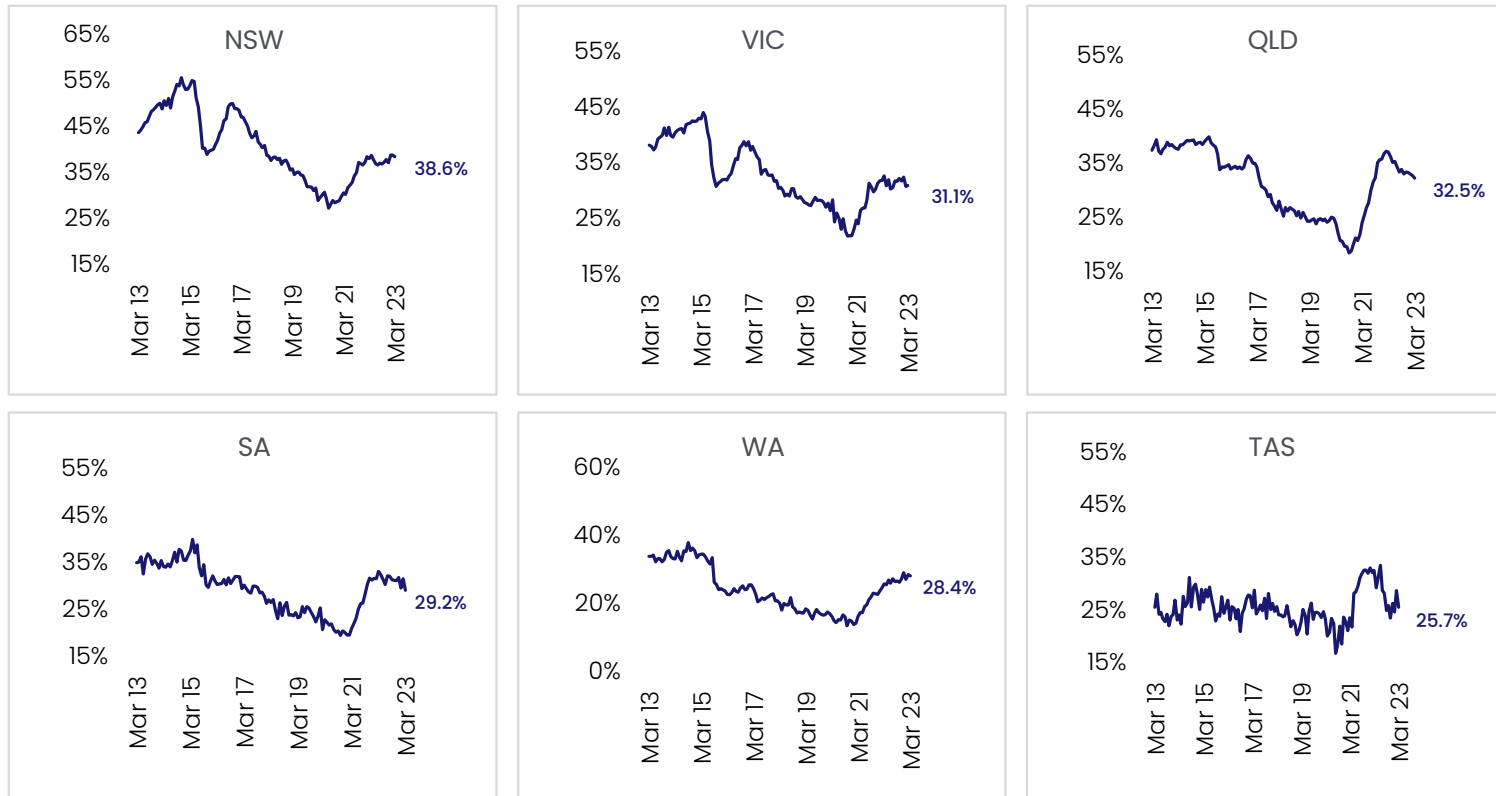 NSW
65%
55%
45%
35%
25%
15%
38.6%
Mar 13
Mar 15
Mar 17
Mar 19
Mar 21
Mar 23
VIC
55%
45%
35%
25%
15%
31.1%
Mar 13
Mar 15
Mar 17
Mar 19
Mar 21
Mar 23
QLD
55%
45%
35%
25%
15%
32.5%
Mar 13
Mar 15
Mar 17
Mar 19
Mar 21
Mar 23
SA
55%
45%
35%
25%
15%
29.2%
Mar 13
Mar 15
Mar 17
Mar 19
Mar 21
Mar 23
WA
60%
40%
20%
0%
28.4%
Mar 13
Mar 15
Mar 17
Mar 19
Mar 21
Mar 23
TAS
55%
45%
35%
25%
15%
25.7%
Mar 13
Mar 15
Mar 17
Mar 19
Mar 21
Mar 23